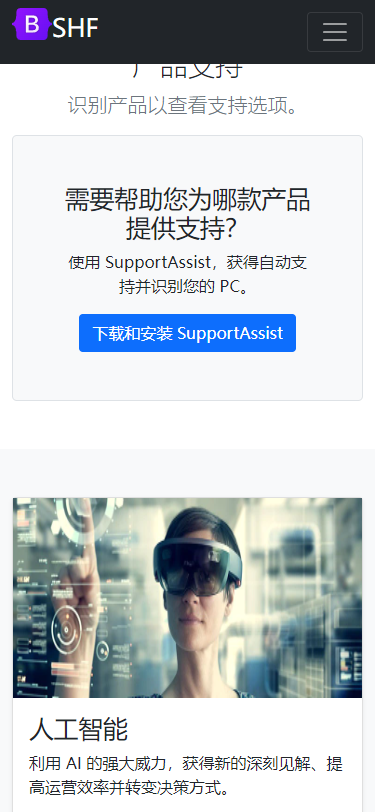 B SHF
产品支持
识别产品以查看支持选项。
需要帮助您为哪款产品
提供支持？
使用 SupportAssist，获得自动支
持并识别您的 PC。
下载和安装 SupportAssist
人工智能
利用 AI 的强大威力，获得新的深刻见解、提
高运营效率并转变决策方式。